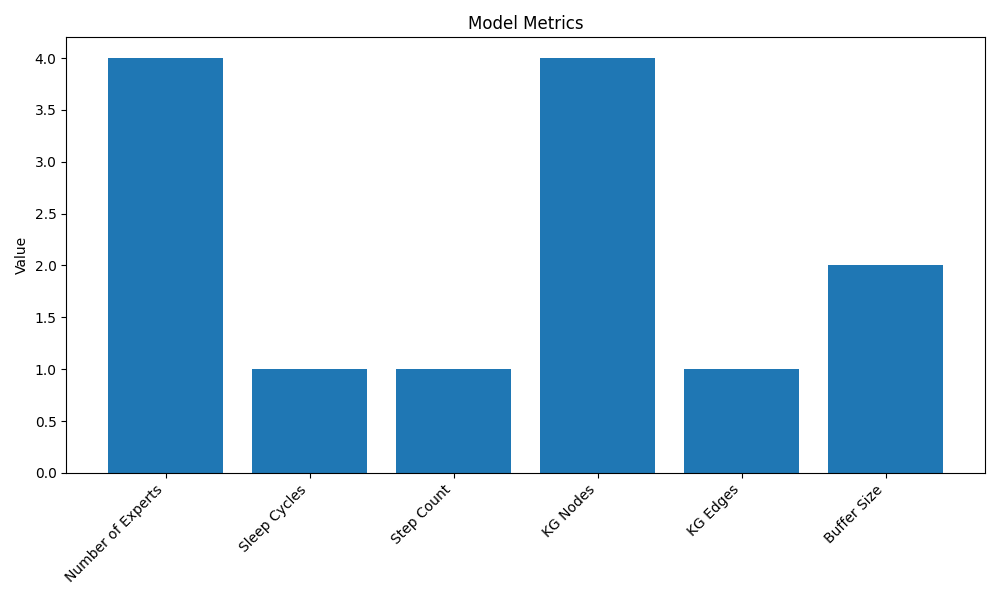 Model Metrics
Value
4.0
3.5
3.0
2.5
2.0
1.5
1.0
0.5
0.0
Number of Experts
Sleep Cycles
Step Count
KG Nodes
KG Edges
Buffer Size